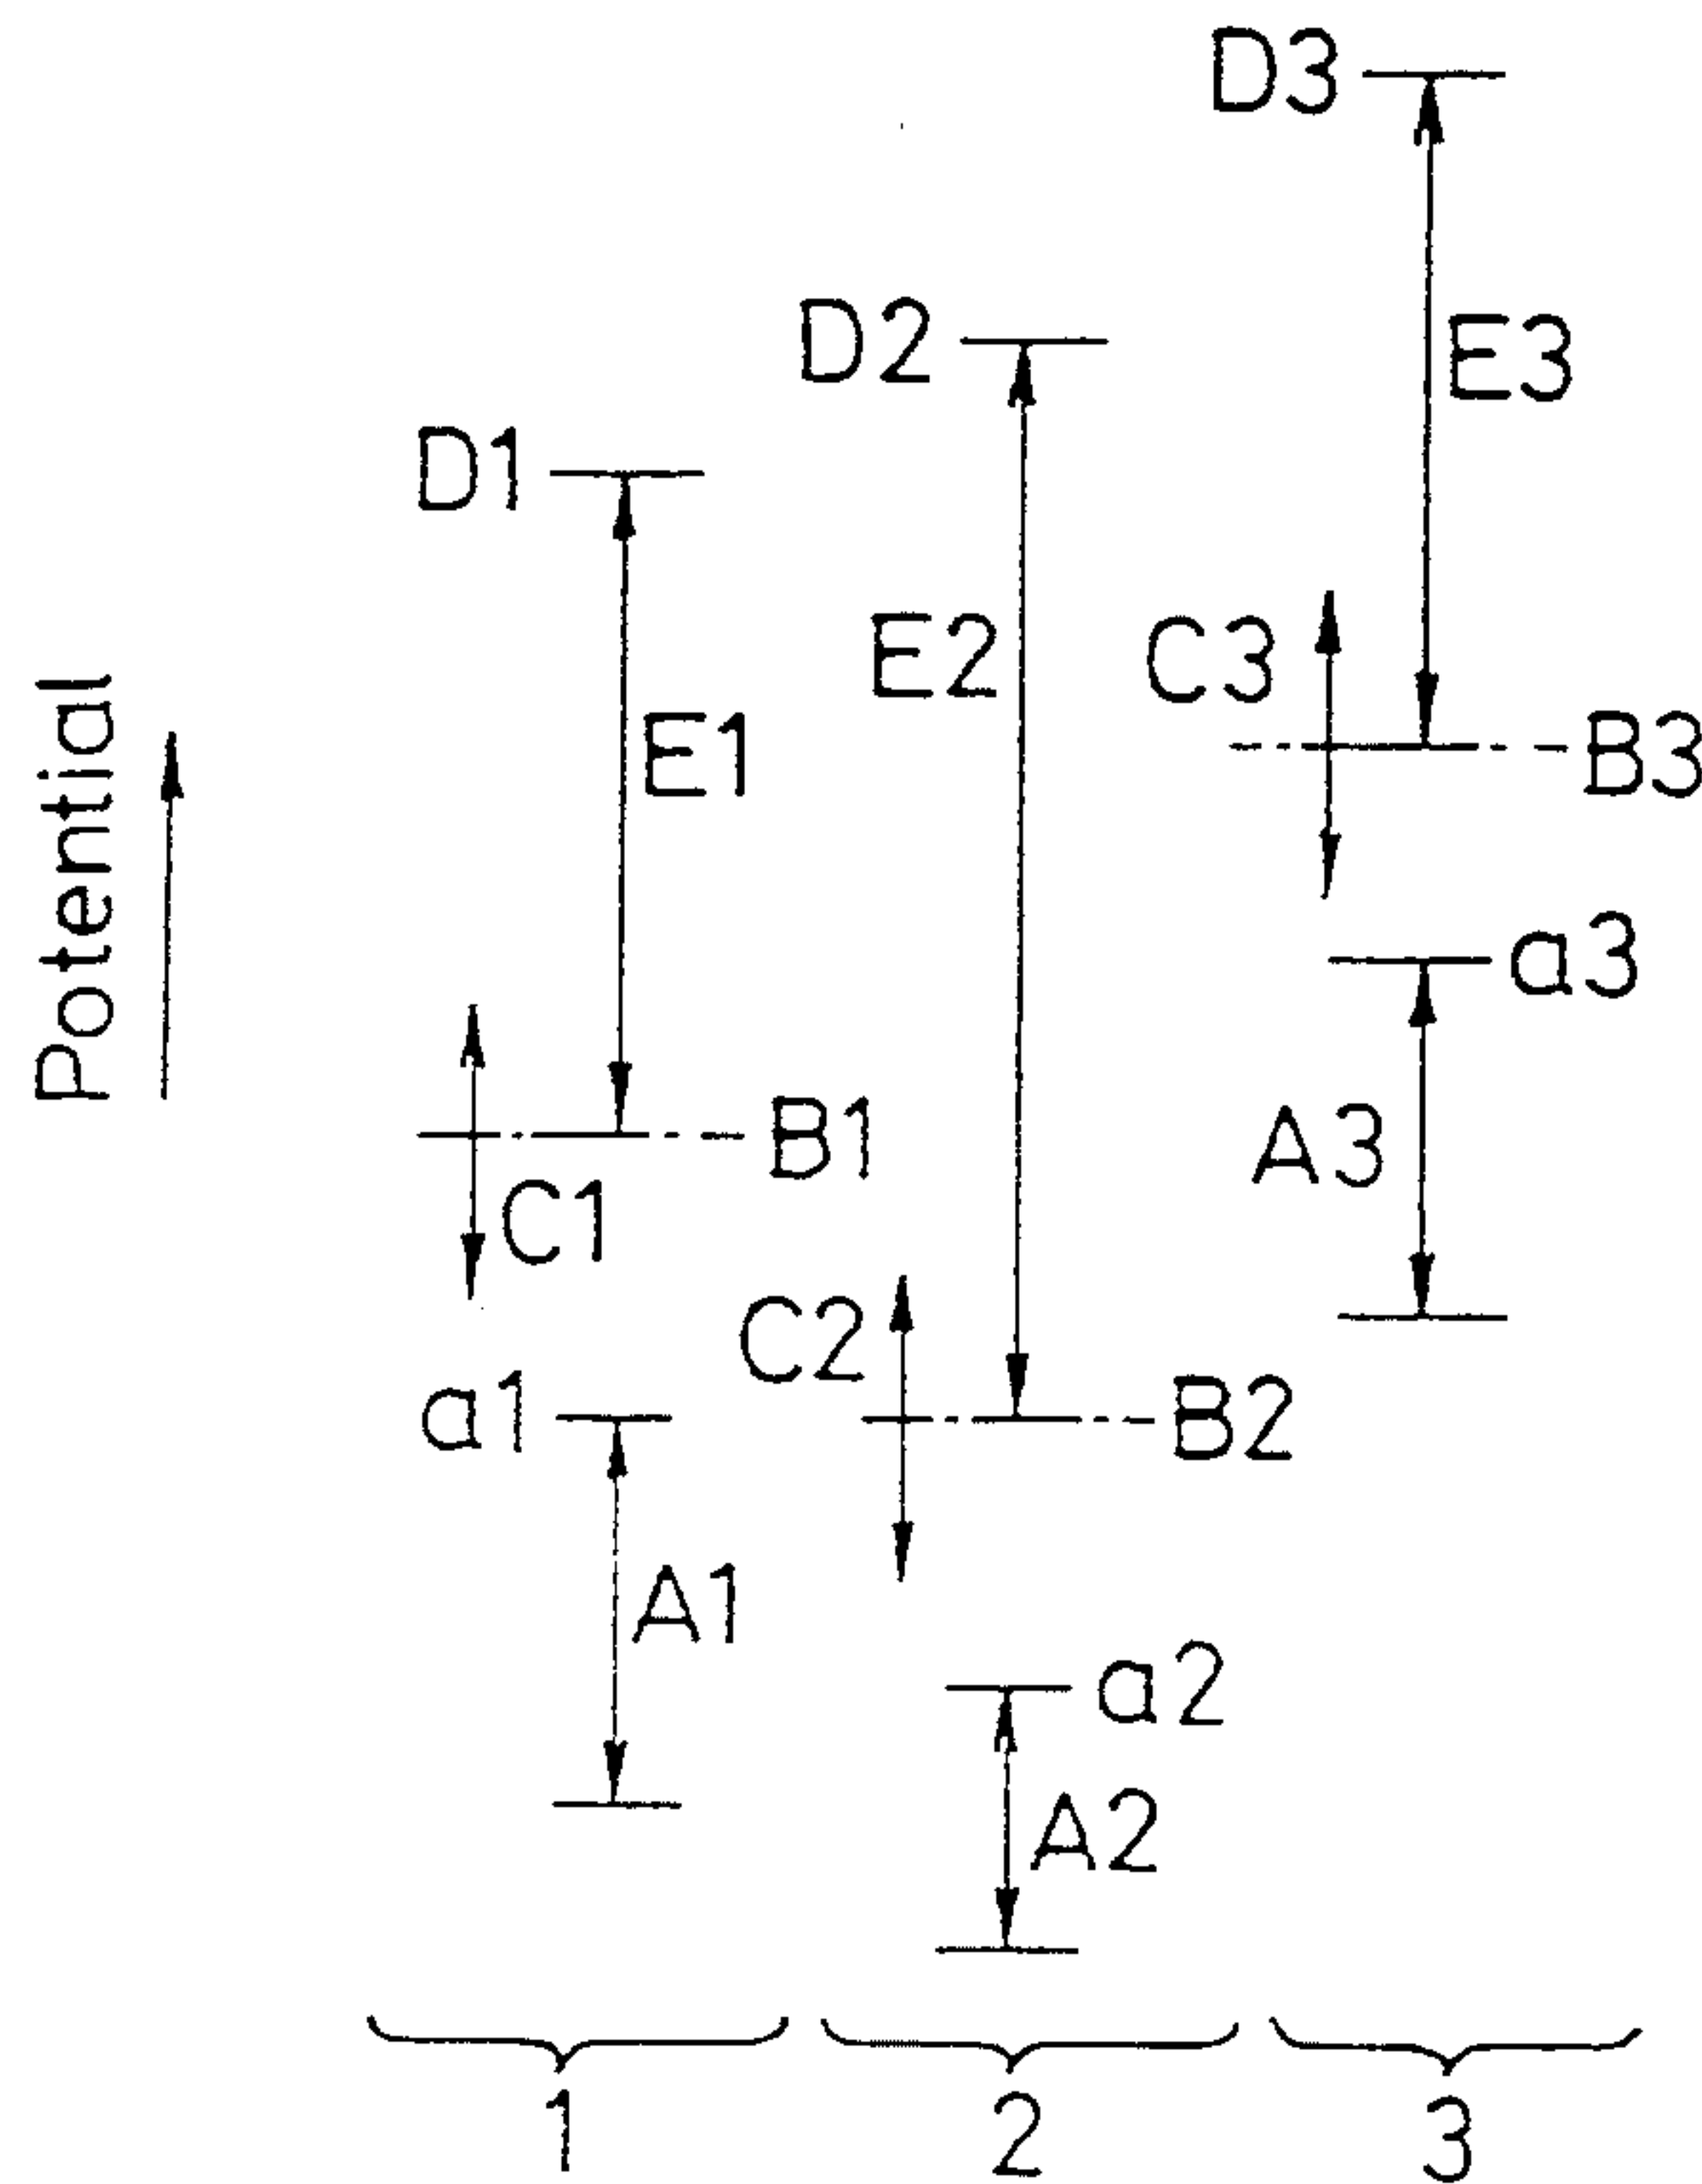 D3
D2
E3
D1
E2
C3
Potential
E1
B3
a3
B1
A3
C1
C2
a1
B2
A1
a2
A2
1
2
3